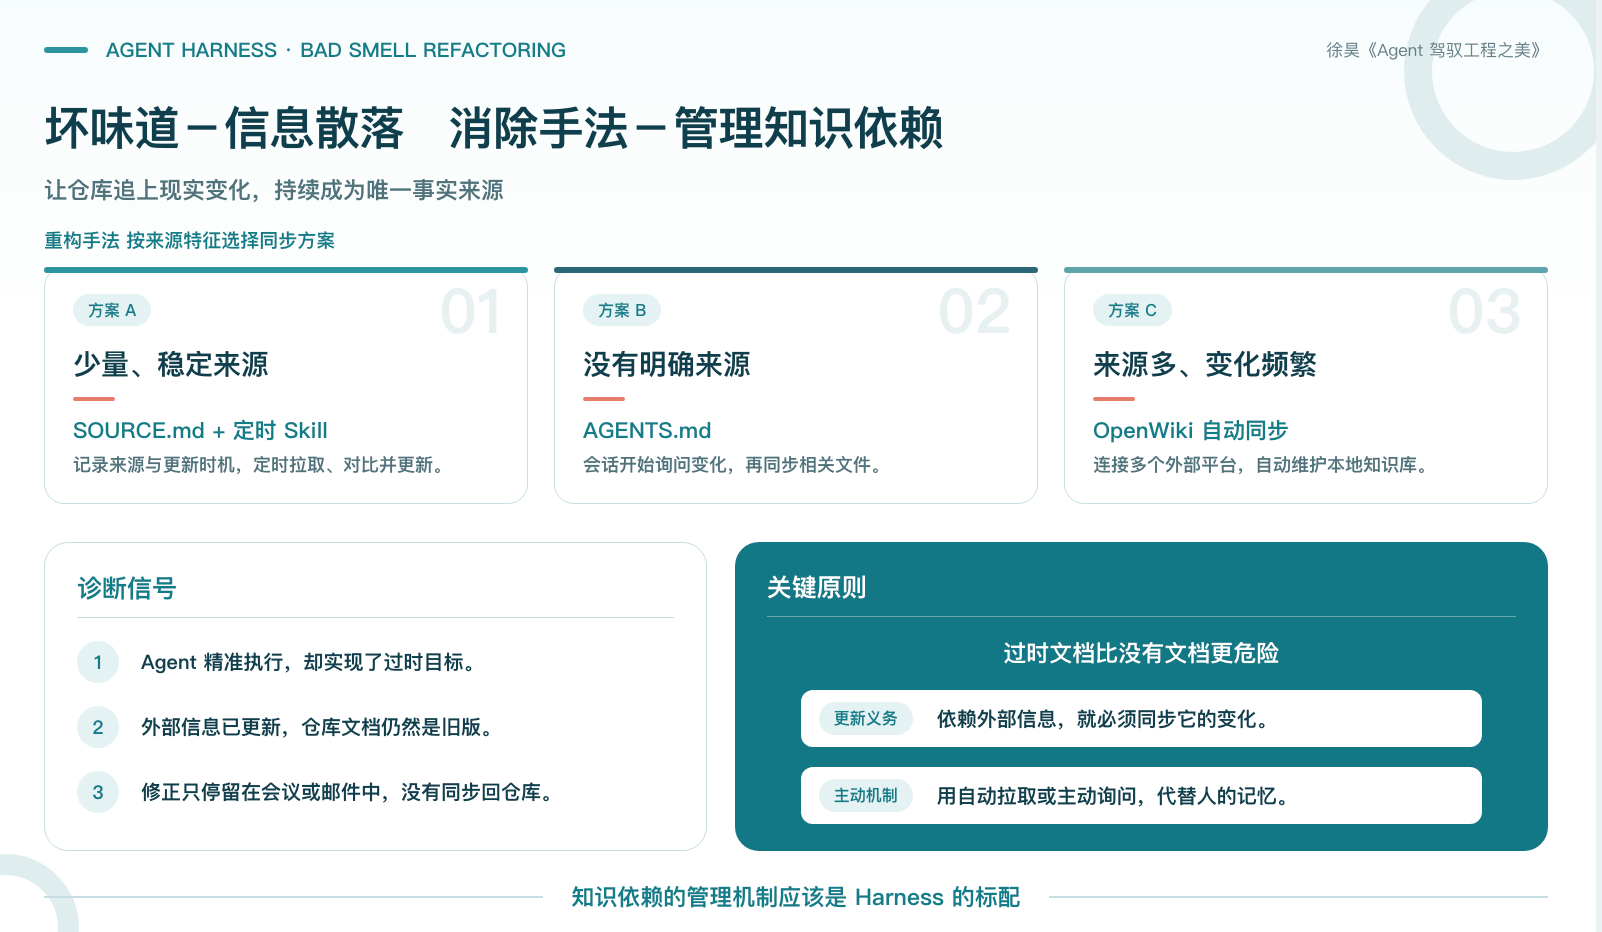 AGENT HARNESS · BAD SMELL REFACTORING
徐昊《Agent 驾驭工程之美》
坏味道－信息散落　消除手法－管理知识依赖
让仓库追上现实变化，持续成为唯一事实来源
重构手法 按来源特征选择同步方案
方案 A
01
少量、稳定来源
SOURCE.md + 定时 Skill
记录来源与更新时机，定时拉取、对比并更新。
方案 B
02
没有明确来源
AGENTS.md
会话开始询问变化，再同步相关文件。
方案 C
03
来源多、变化频繁
OpenWiki 自动同步
连接多个外部平台，自动维护本地知识库。
诊断信号
1 Agent 精准执行，却实现了过时目标。
2 外部信息已更新，仓库文档仍然是旧版。
3 修正只停留在会议或邮件中，没有同步回仓库。
关键原则
过时文档比没有文档更危险
更新义务 依赖外部信息，就必须同步它的变化。
主动机制 用自动拉取或主动询问，代替人的记忆。
知识依赖的管理机制应该是 Harness 的标配